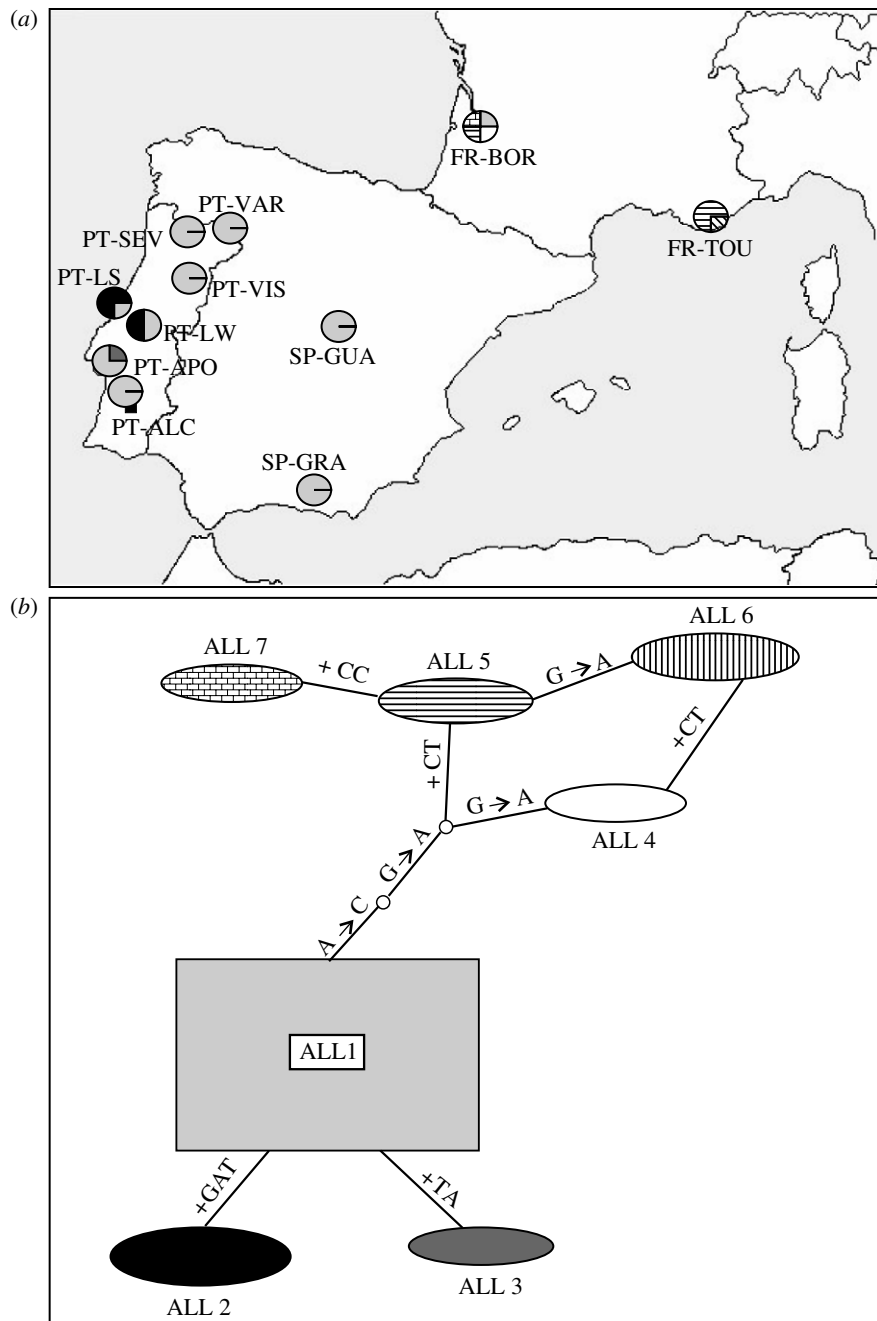 (a)
FR-BOR
PT-VAR
PT-SEV
FR-TOU
PT-LS
PT-VIS
PT-LW
SP-GUA
PT-APO
PT-ALC
SP-GRA
(b)
ALL 6
ALL 7
ALL 5
+ CC
G → A
+CT
+CT
G → A
ALL 4
G → A
A → C
ALL1
+GAT
+TA
ALL 3
ALL 2